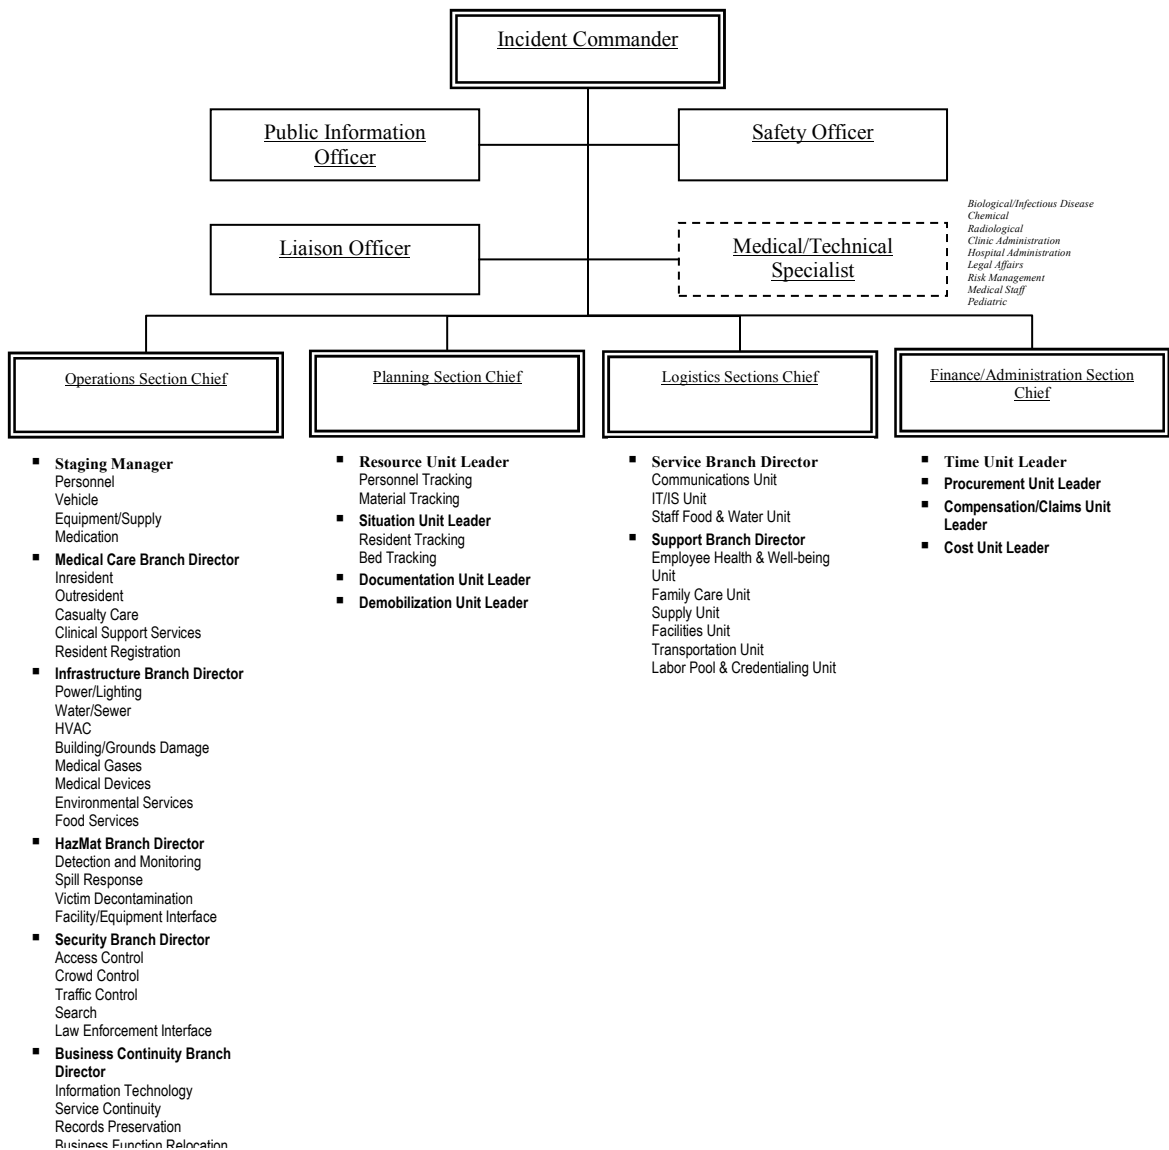 Incident Commander
Public Information
Officer
Safety Officer
Liaison Officer
Medical/Technical
Specialist
Biological/Infectious Disease
Chemical
Radiological
Clinic Administration
Hospital Administration
Legal Affairs
Risk Management
Medical Staff
Pediatric
Operations Section Chief
Planning Section Chief
Logistics Sections Chief
Finance/Administration Section
Chief
▪ Staging Manager
Personnel
Vehicle
Equipment/Supply
Medication
▪ Medical Care Branch Director
Inresident
Outresident
Casualty Care
Clinical Support Services
Resident Registration
▪ Infrastructure Branch Director
Power/Lighting
Water/Sewer
HVAC
Building/Grounds Damage
Medical Gases
Medical Devices
Environmental Services
Food Services
▪ HazMat Branch Director
Detection and Monitoring
Spill Response
Victim Decontamination
Facility/Equipment Interface
▪ Security Branch Director
Access Control
Crowd Control
Traffic Control
Search
Law Enforcement Interface
▪ Business Continuity Branch
Director
Information Technology
Service Continuity
Records Preservation
Business Function Relocation
▪ Resource Unit Leader
Personnel Tracking
Material Tracking
▪ Situation Unit Leader
Resident Tracking
Bed Tracking
▪ Documentation Unit Leader
▪ Demobilization Unit Leader
▪ Service Branch Director
Communications Unit
IT/IS Unit
Staff Food & Water Unit
▪ Support Branch Director
Employee Health & Well-being
Unit
Family Care Unit
Supply Unit
Facilities Unit
Transportation Unit
Labor Pool & Credentialing Unit
▪ Time Unit Leader
▪ Procurement Unit Leader
▪ Compensation/Claims Unit
Leader
▪ Cost Unit Leader